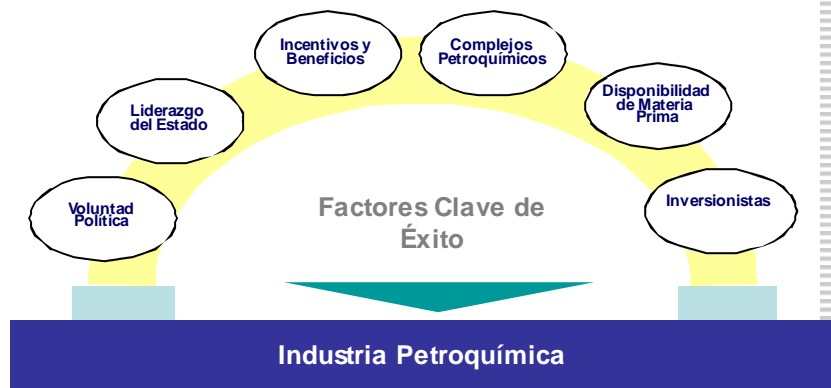 Incentivos y
Beneficios
Complejos
Petroquímicos
Liderazgo
del Estado
Disponibilidad
de Materia
Prima
Voluntad
Política
Inversionistas
Factores Clave de
Éxito
Industria Petroquímica